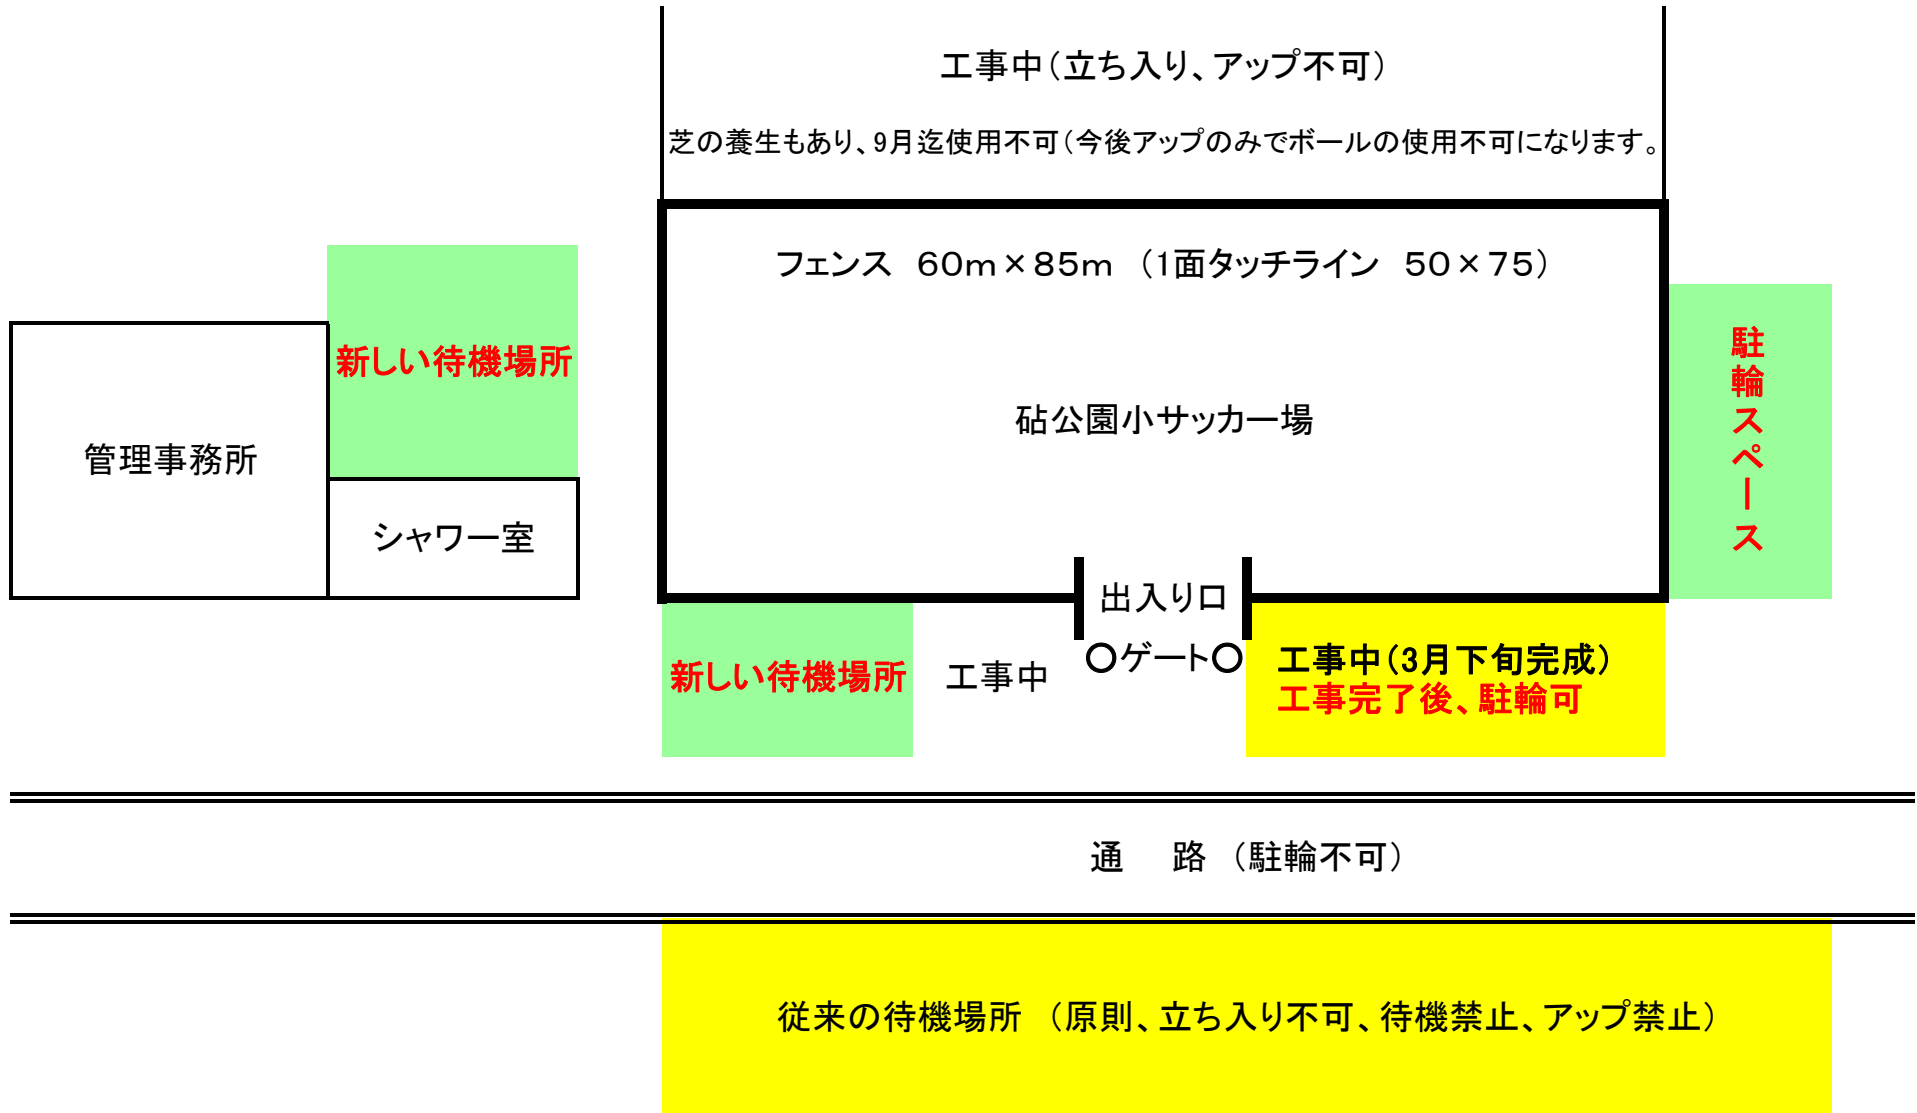 工事中（立ち入り、アップ不可）
芝の養生もあり、9月迄使用不可（今後アップのみでボールの使用不可になります。
フェンス　60m×85m　（1面タッチライン　50×75）
新しい待機場所
駐輪スペース
砧公園小サッカー場
管理事務所
シャワー室
出入り口
○ゲート○
新しい待機場所
工事中
工事中（3月下旬完成）
工事完了後、駐輪可
通　路　（駐輪不可）
従来の待機場所　（原則、立ち入り不可、待機禁止、アップ禁止）